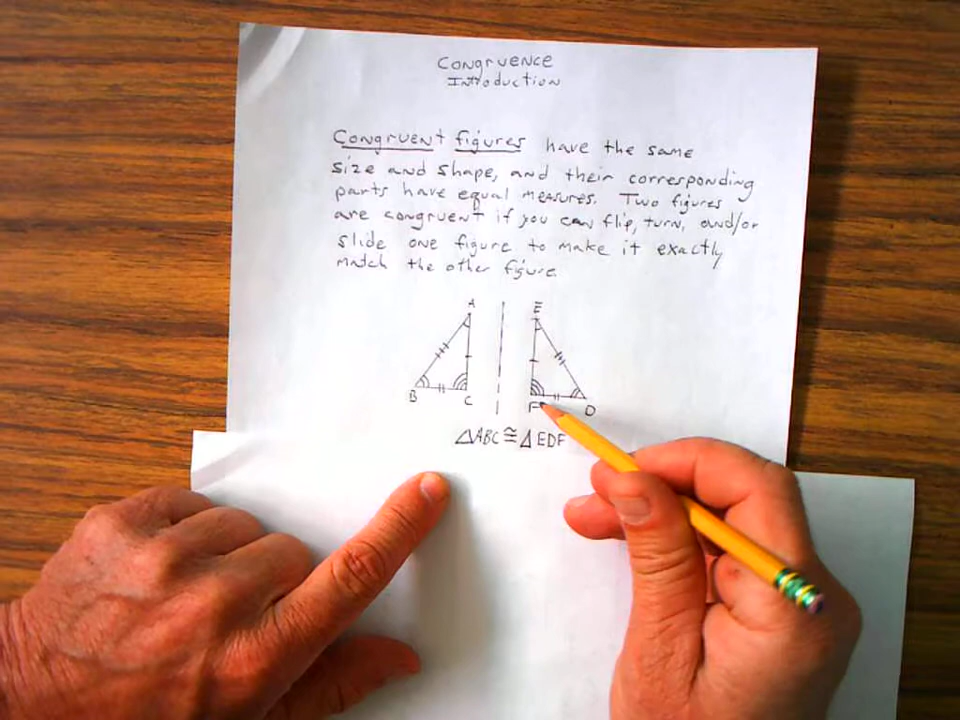 Congruence
Introduction
Congruent figures have the same
size and shape, and their corresponding
parts have equal measures. Two figures
are congruent if you can flip, turn, and/or
slide one figure to make it exactly
match the other figure.
A E
B C F D
△ABC ≅ △EDF